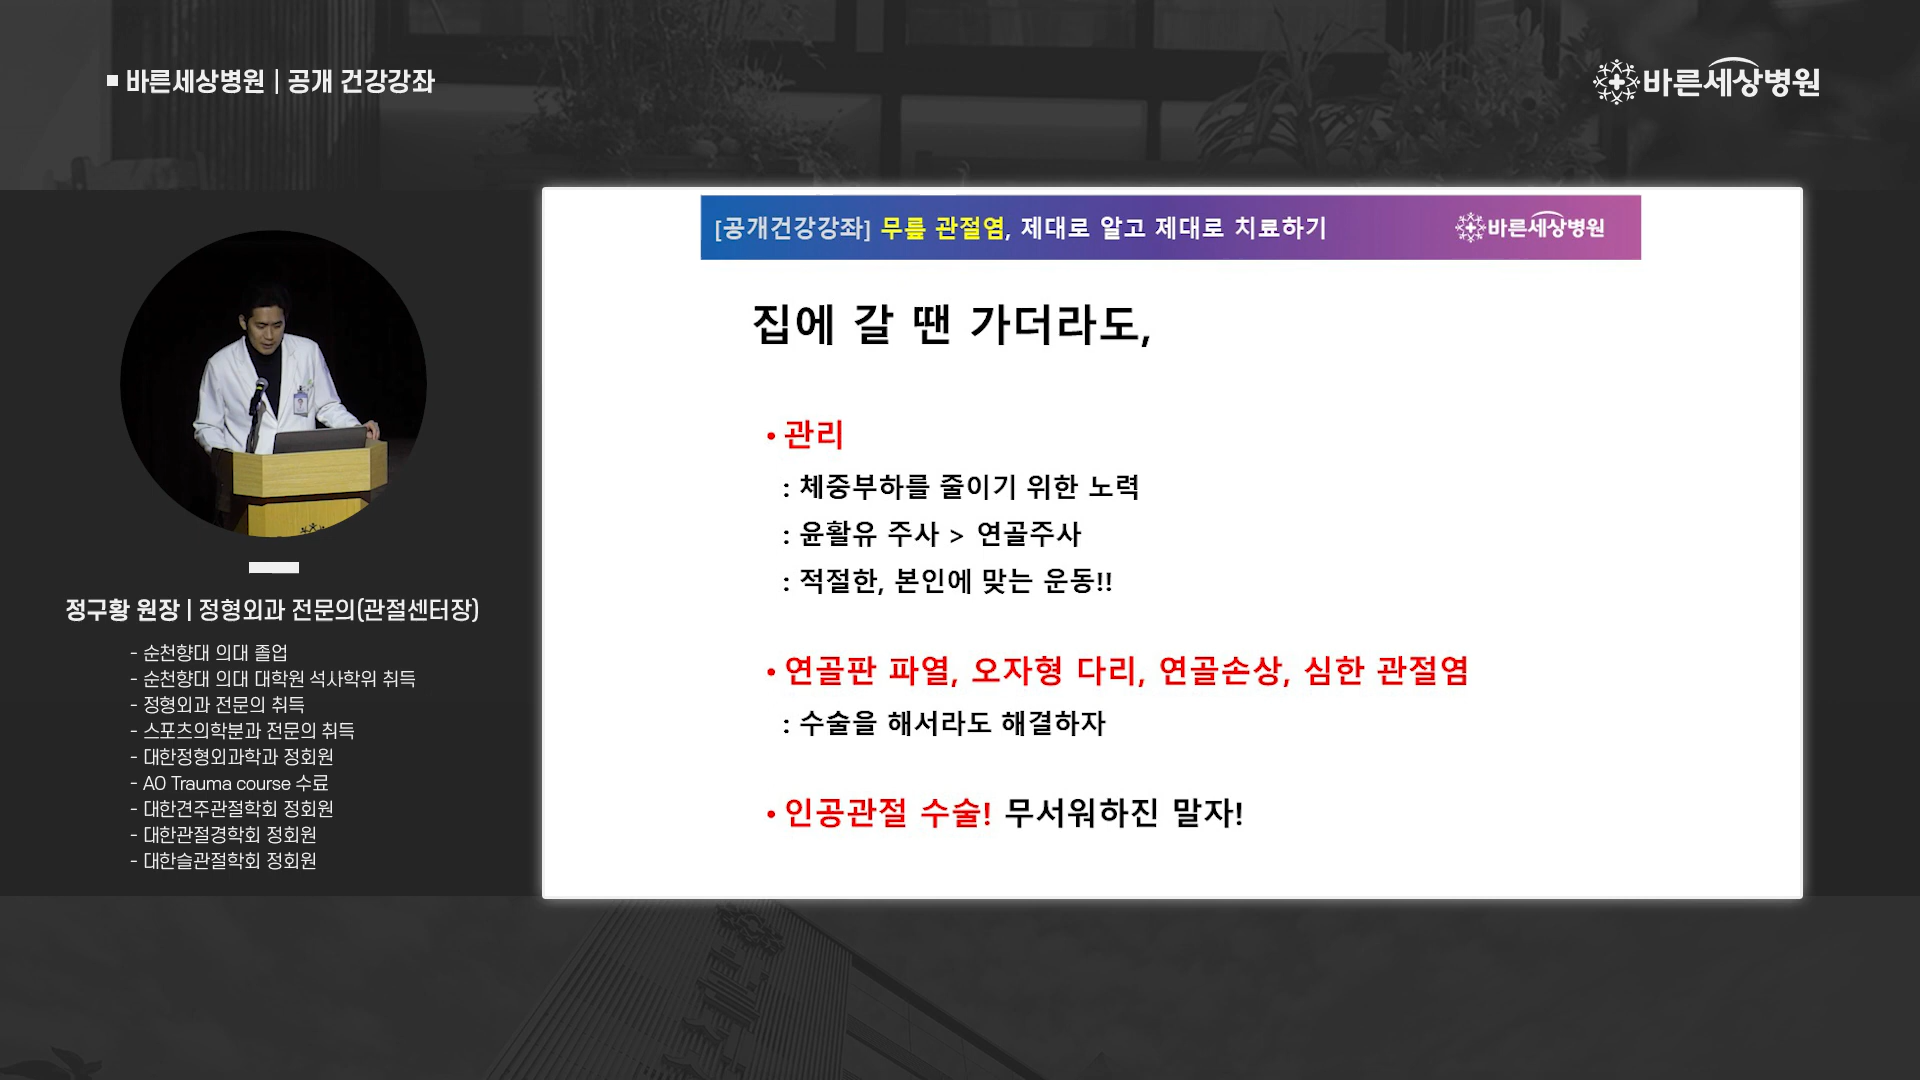 바른세상병원 | 공개 건강강좌
바른세상병원
[공개건강강좌] 무릎 관절염, 제대로 알고 제대로 치료하기
바른세상병원
집에 갈 땐 가더라도,
• 관리
: 체중부하를 줄이기 위한 노력
: 윤활유 주사 > 연골주사
: 적절한, 본인에 맞는 운동!!
• 연골판 파열, 오자형 다리, 연골손상, 심한 관절염
: 수술을 해서라도 해결하자
• 인공관절 수술! 무서워하진 말자!
정구황 원장 | 정형외과 전문의(관절센터장)
- 순천향대 의대 졸업
- 순천향대 의대 대학원 석사학위 취득
- 정형외과 전문의 취득
- 스포츠의학분과 전문의 취득
- 대한정형외과학과 정회원
- AO Trauma course 수료
- 대한견주관절학회 정회원
- 대한관절경학회 정회원
- 대한슬관절학회 정회원